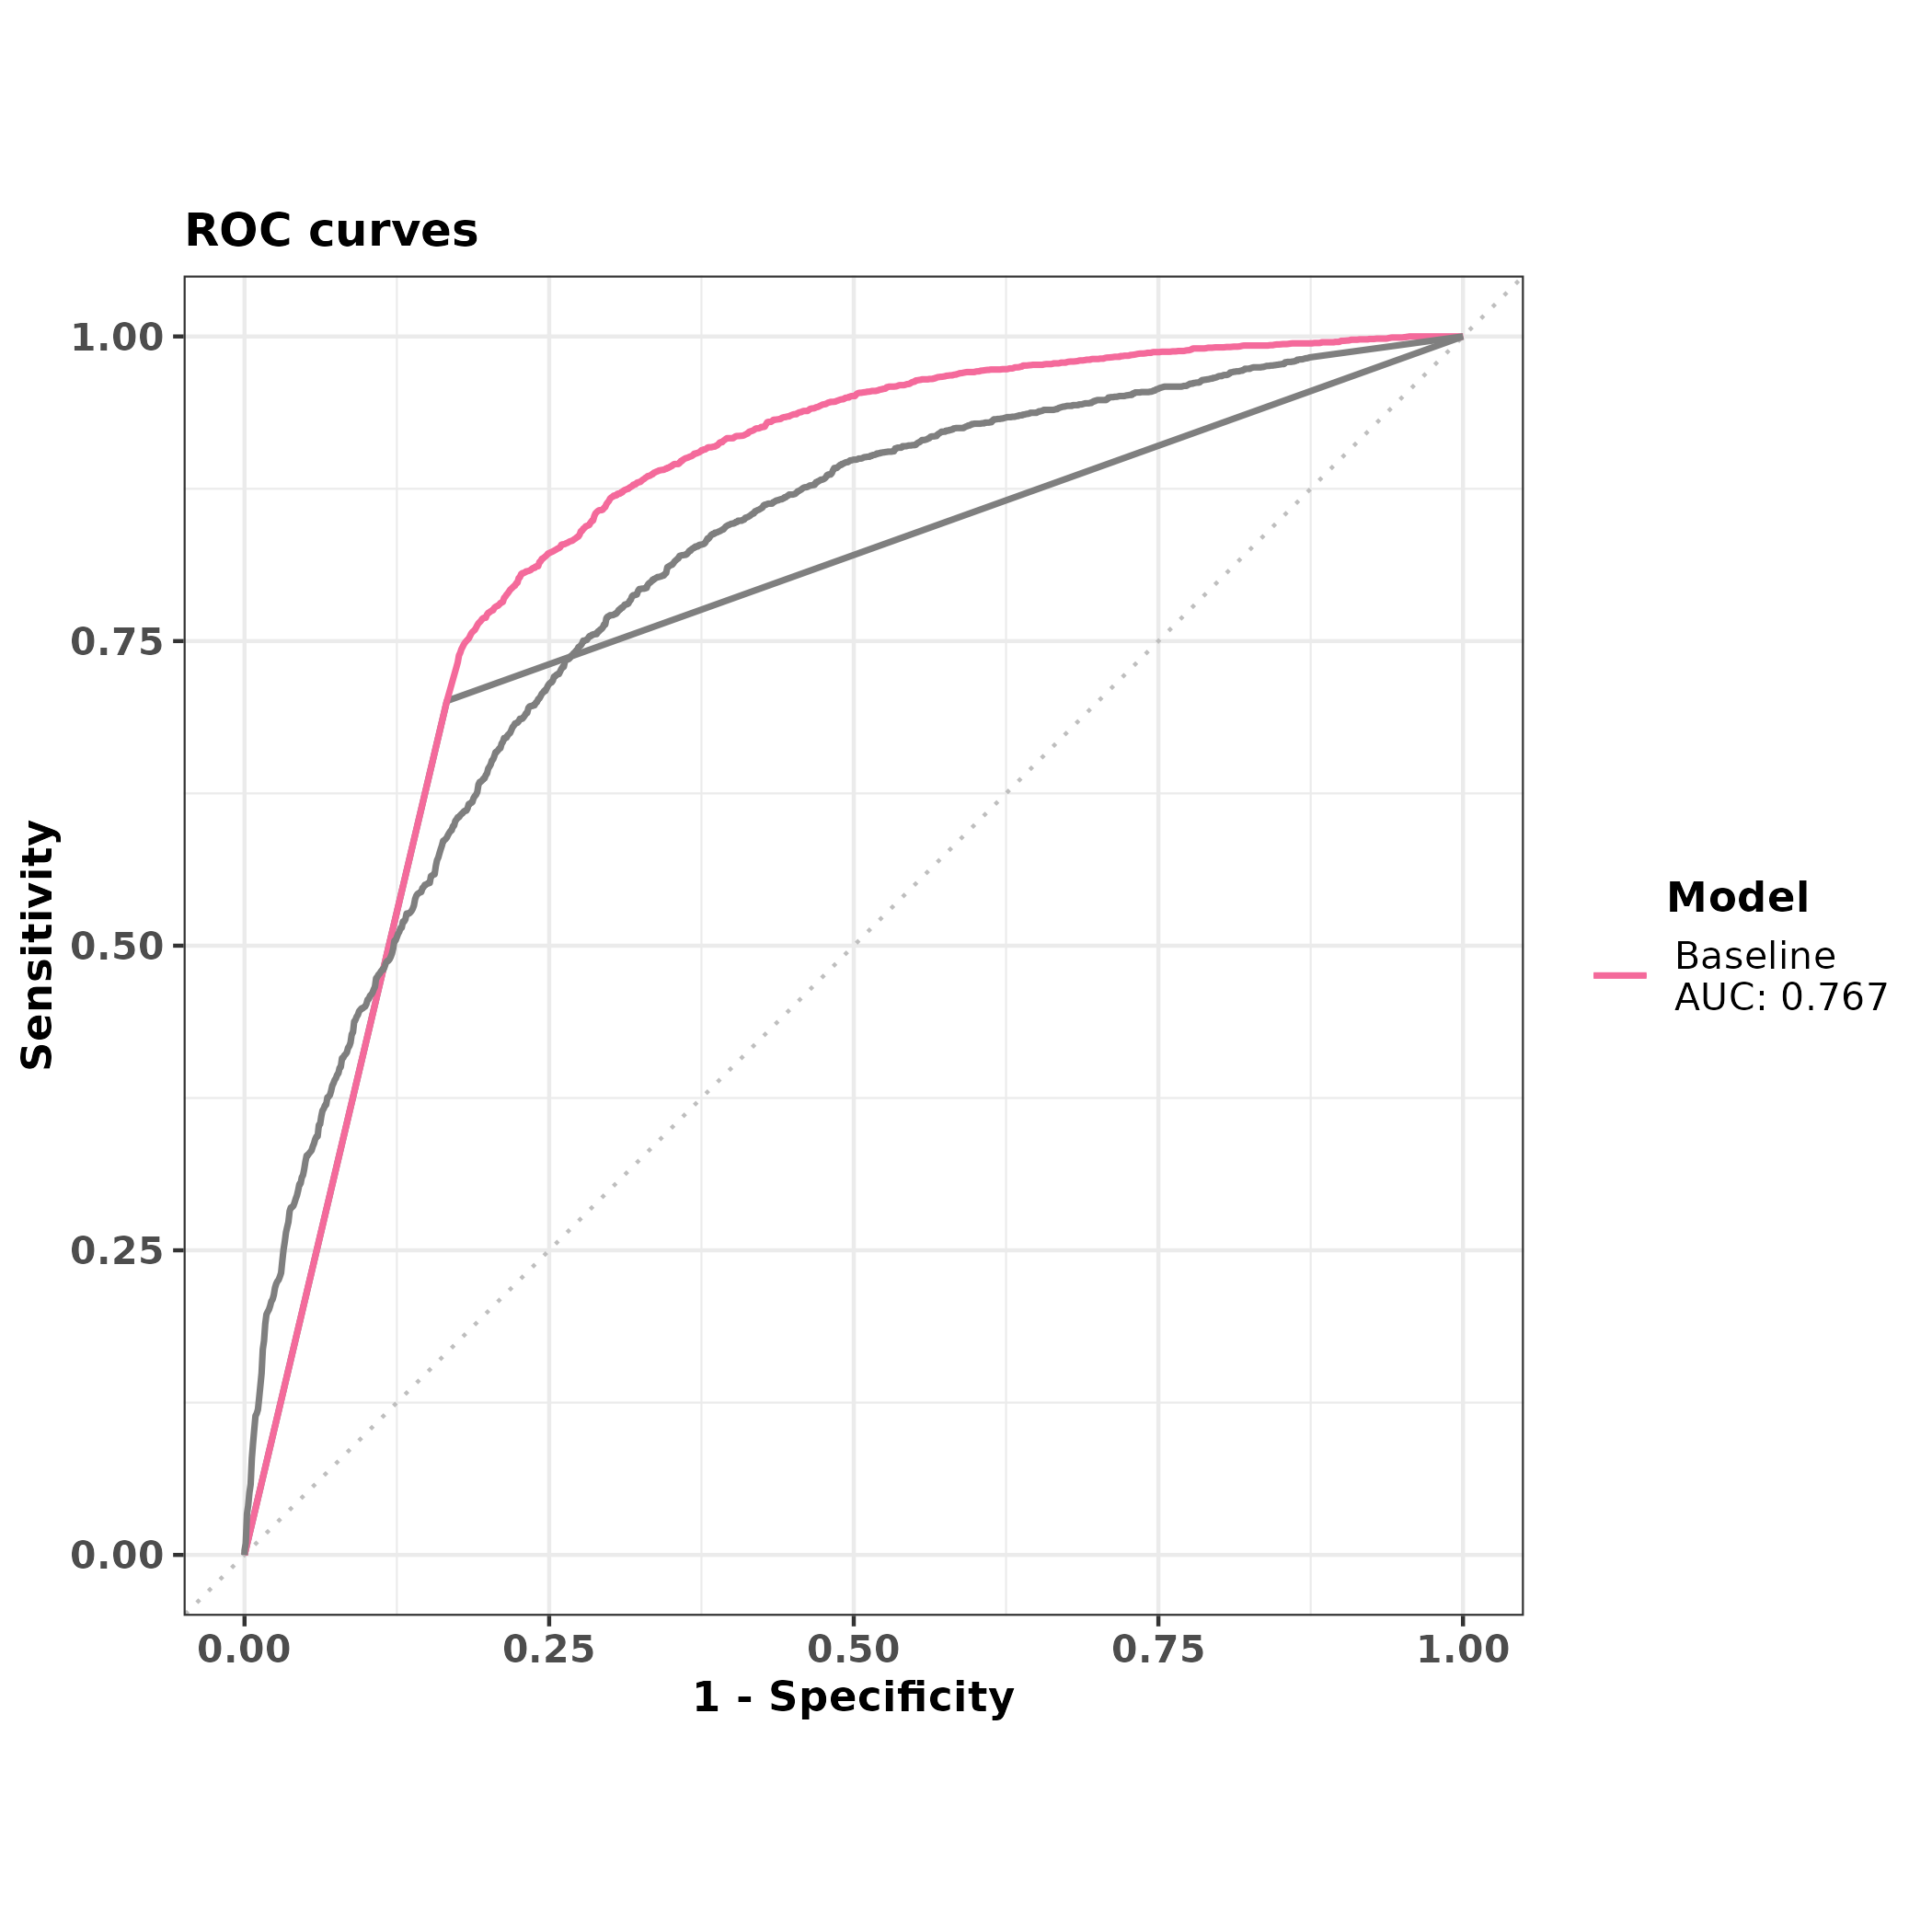 ROC curves
1.00
0.75
0.50
0.25
0.00
Sensitivity
0.00 0.25 0.50 0.75 1.00
1 - Specificity
Model
Baseline
AUC: 0.767